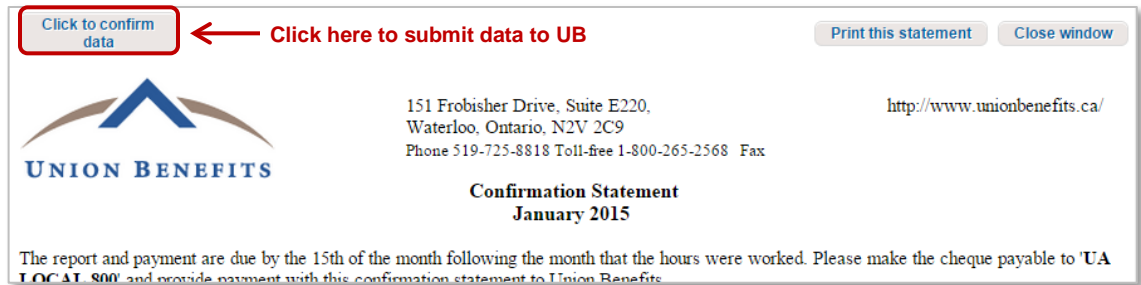 Click to confirm
data
Click here to submit data to UB
Print this statement
Close window
151 Frobisher Drive, Suite E220,
Waterloo, Ontario, N2V 2C9
Phone 519-725-8818 Toll-free 1-800-265-2568 Fax
http://www.unionbenefits.ca/
UNION BENEFITS
Confirmation Statement
January 2015
The report and payment are due by the 15th of the month following the month that the hours were worked. Please make the cheque payable to 'UA
LOCAL 800' and provide payment with this confirmation statement to Union Benefits